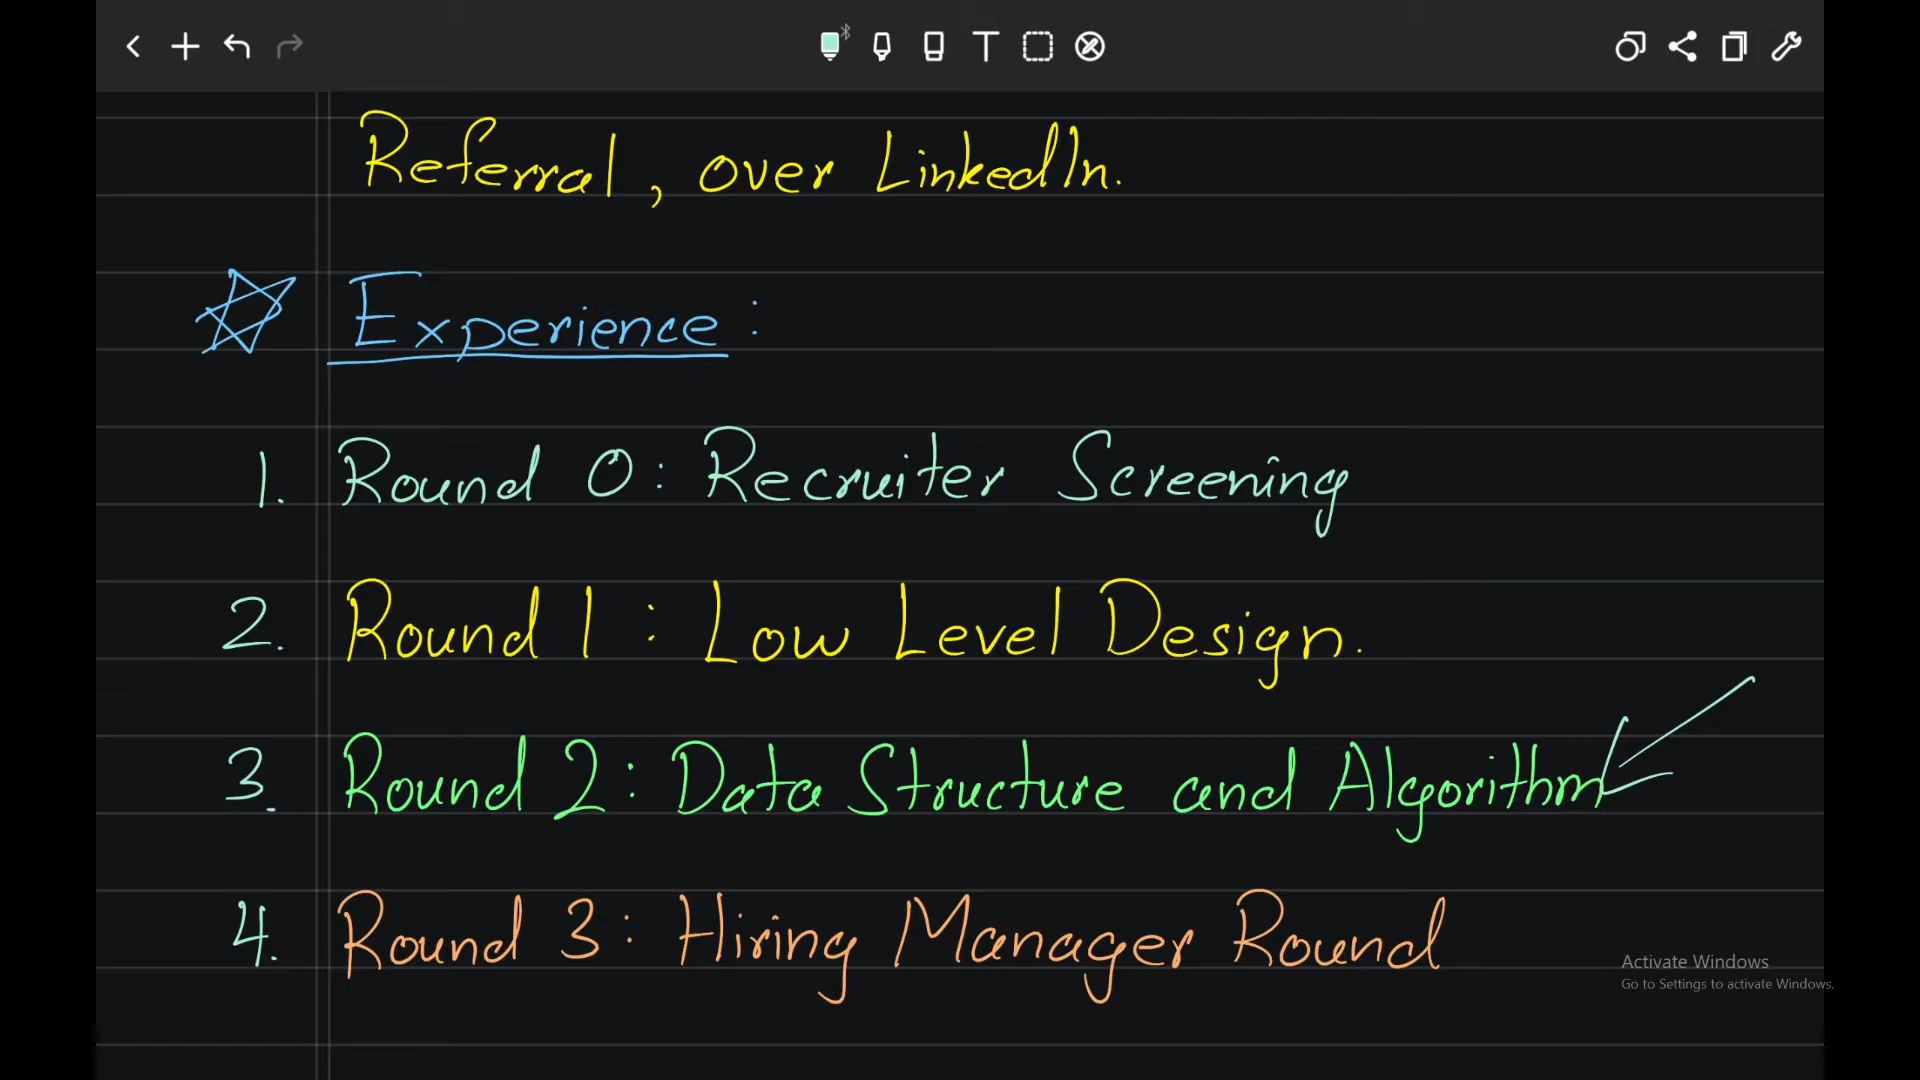 Referral, over LinkedIn.
Experience:
1. Round 0: Recruiter Screening
2. Round 1: Low Level Design.
3. Round 2: Data Structure and Algorithm
4. Round 3: Hiring Manager Round
Activate Windows
Go to Settings to activate Windows.